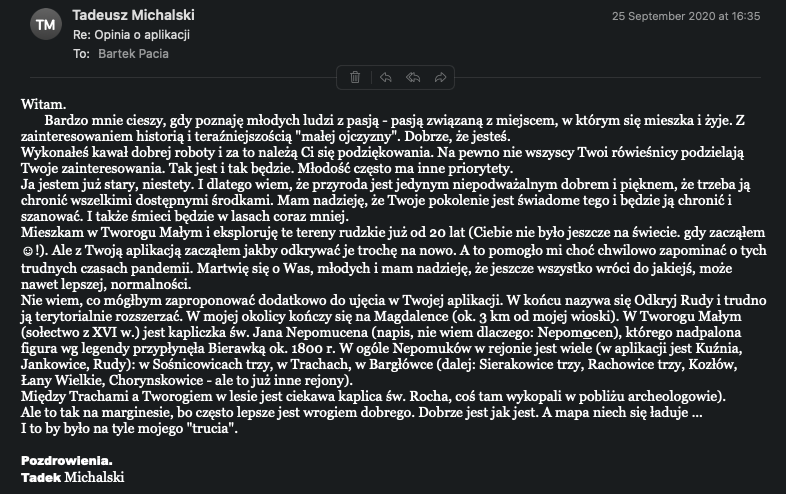 TM
Tadeusz Michalski
25 September 2020 at 16:35
Re: Opinia o aplikacji
To: Bartek Pacia
Witam.
Bardzo mnie cieszy, gdy poznaję młodych ludzi z pasją - pasją związaną z miejscem, w którym się mieszka i żyje. Z
zainteresowaniem historią i teraźniejszością "małej ojczyzny". Dobrze, że jesteś.
Wykonałeś kawał dobrej roboty i za to należą Ci się podziękowania. Na pewno nie wszyscy Twoi rówieśnicy podzielają
Twoje zainteresowania. Tak jest i tak będzie. Młodość często ma inne priorytety.
Ja jestem już stary, niestety. I dlatego wiem, że przyroda jest jedynym niepodważalnym dobrem i pięknem, że trzeba ją
chronić wszelkimi dostępnymi środkami. Mam nadzieję, że Twoje pokolenie jest świadome tego i będzie ją chronić i
szanować. I także śmieci będzie w lasach coraz mniej.
Mieszkam w Tworogu Małym i eksploruję te tereny rudzkie już od 20 lat (Ciebie nie było jeszcze na świecie. gdy zacząłem
☺!). Ale z Twoją aplikacją zacząłem jakby odkrywać je trochę na nowo. A to pomogło mi choć chwilowo zapominać o tych
trudnych czasach pandemii. Martwię się o Was, młodych i mam nadzieję, że jeszcze wszystko wróci do jakiejś, może
nawet lepszej, normalności.
Nie wiem, co mógłbym zaproponować dodatkowo do ujęcia w Twojej aplikacji. W końcu nazywa się Odkryj Rudy i trudno
ją terytorialnie rozszerzać. W mojej okolicy kończy się na Magdalence (ok. 3 km od mojej wioski). W Tworogu Małym
(sołectwo z XVI w.) jest kapliczka św. Jana Nepomucena (napis, nie wiem dlaczego: Nepomocen), którego nadpalona
figura wg legendy przypłynęła Bierawką ok. 1800 r. W ogóle Nepomuków w rejonie jest wiele (w aplikacji jest Kuźnia,
Jankowice, Rudy): w Sośnicowicach trzy, w Trachach, w Bargłówce (dalej: Sierakowice trzy, Rachowice trzy, Kozłów,
Łany Wielkie, Chorynskowice - ale to już inne rejony).
Między Trachami a Tworogiem w lesie jest ciekawa kaplica św. Rocha, coś tam wykopali w pobliżu archeologowie).
Ale to tak na marginesie, bo często lepsze jest wrogiem dobrego. Dobrze jest jak jest. A mapa niech się ładuje ...
I to by było na tyle mojego "trucia".
Pozdrowienia.
Tadek Michalski